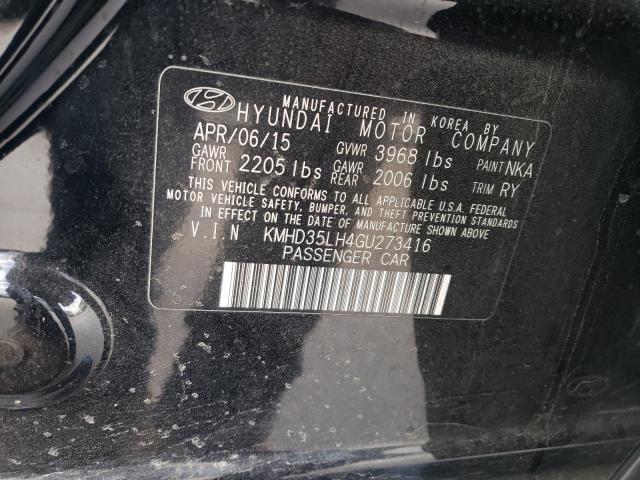 MANUFACTURED IN KOREA BY
HYUNDAI MOTOR COMPANY
APR/06/15 GVWR 3968 lbs PAINT NKA
GAWR FRONT 2205 lbs GAWR REAR 2006 lbs TRIM RY
THIS VEHICLE CONFORMS TO ALL APPLICABLE U.S.A. FEDERAL
MOTOR VEHICLE SAFETY, BUMPER, AND THEFT PREVENTION STANDARDS
IN EFFECT ON THE DATE OF MANUFACTURE SHOWN ABOVE.
V.I.N KMHD35LH4GU273416
PASSENGER CAR